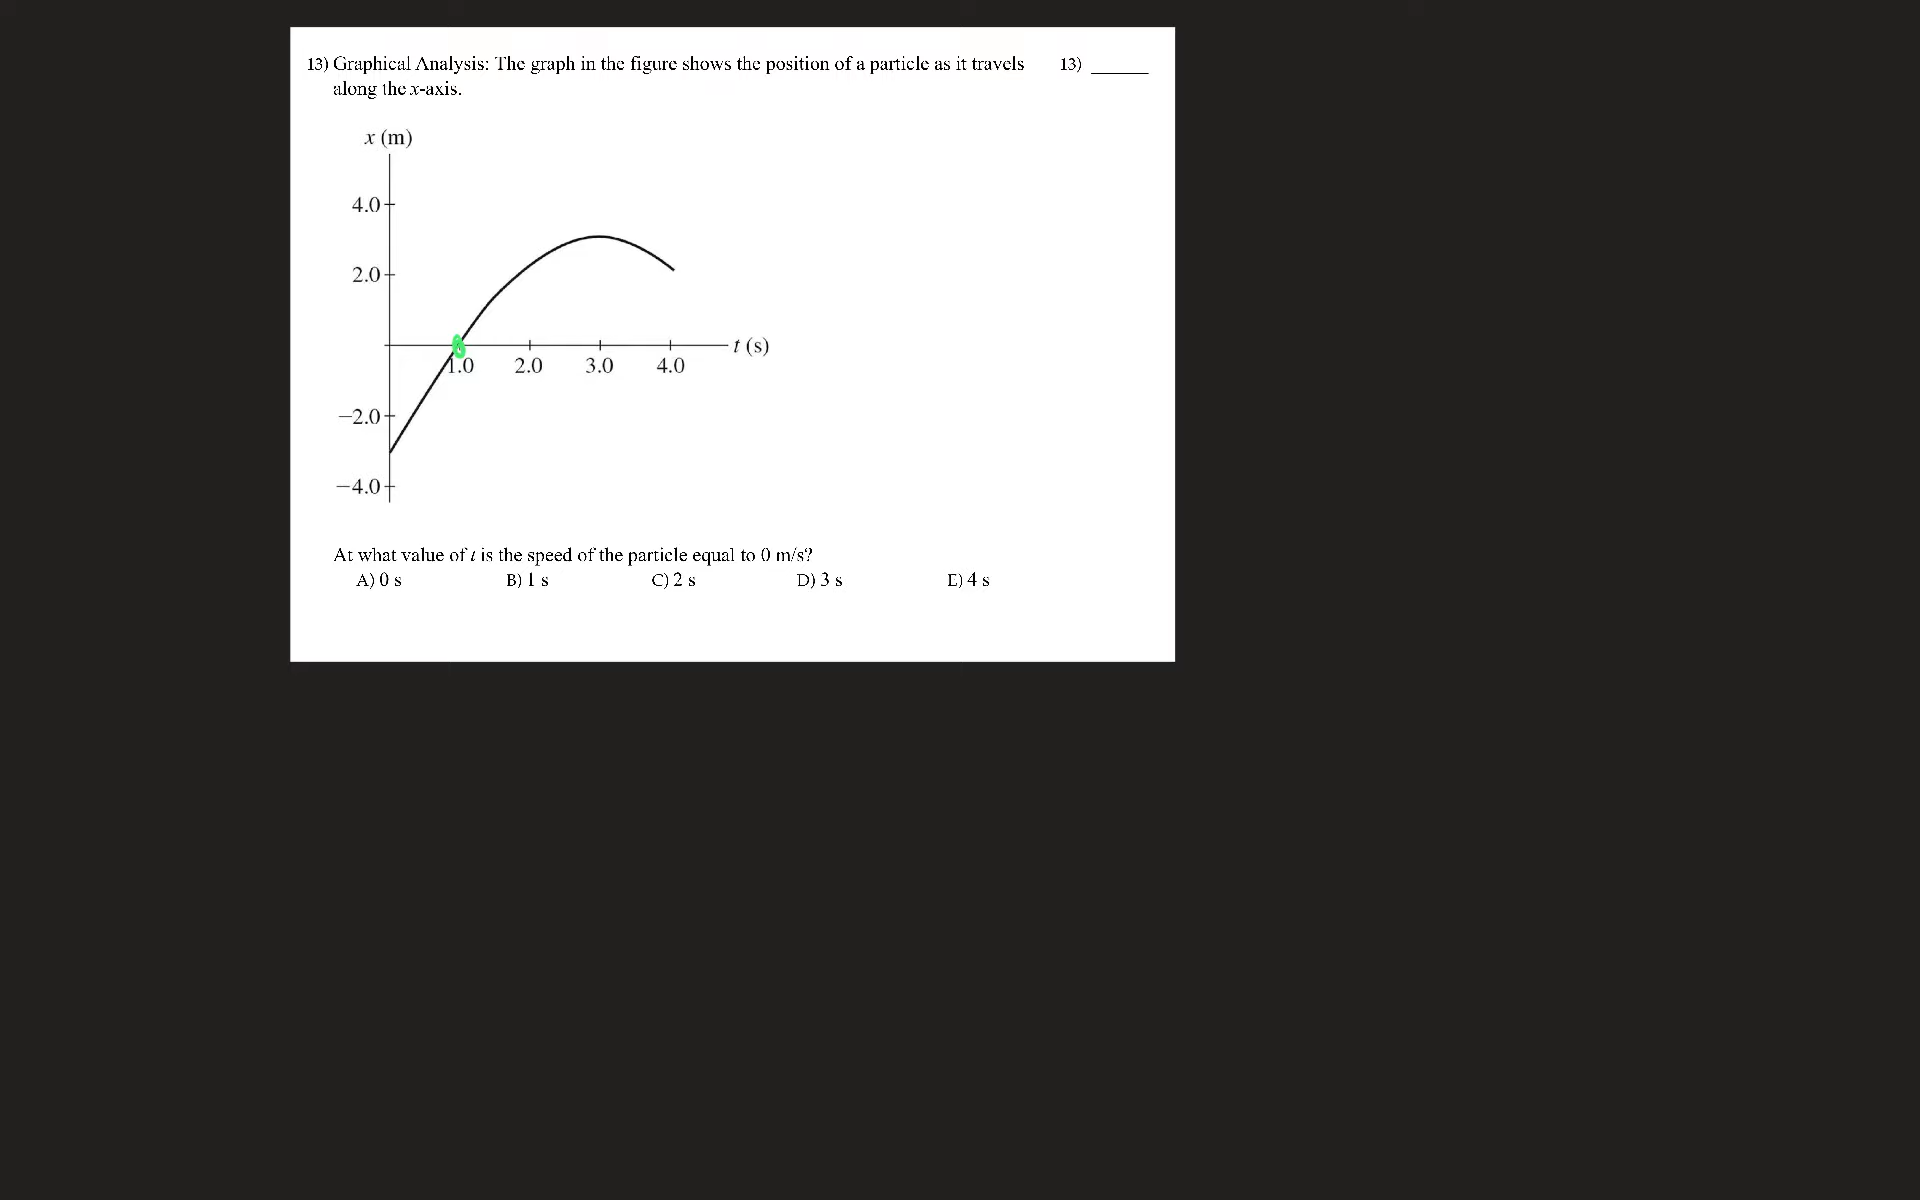 13) Graphical Analysis: The graph in the figure shows the position of a particle as it travels 13) ______
along the x-axis.
x (m)
4.0
2.0
t (s)
1.0 2.0 3.0 4.0
−2.0
−4.0
At what value of t is the speed of the particle equal to 0 m/s?
A) 0 s B) 1 s C) 2 s D) 3 s E) 4 s